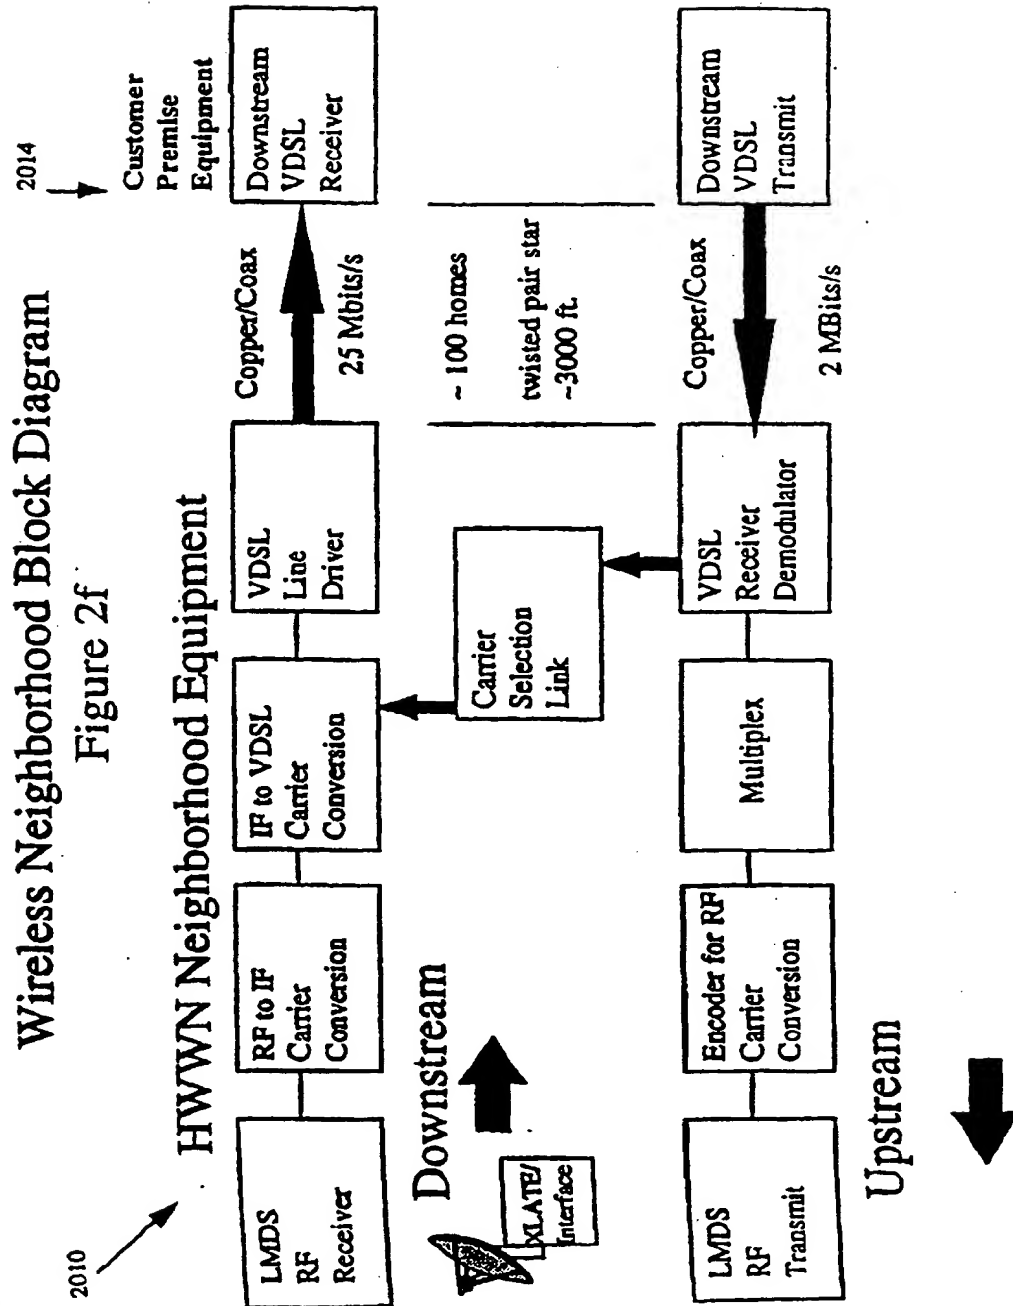 Wireless Neighborhood Block Diagram
Figure 2f
2010
HWWN Neighborhood Equipment
2014
Customer
Premise
Equipment
LMDS
RF
Receiver
RF to IF
Carrier
Conversion
IF to VDSL
Carrier
Conversion
VDSL
Line
Driver
Copper/Coax
25 Mbits/s
Downstream
VDSL
Receiver
Downstream
XLATE/
Interface
Carrier
Selection
Link
~ 100 homes
twisted pair star
~3000 ft.
LMDS
RF
Transmit
Encoder for RF
Carrier
Conversion
Multiplex
VDSL
Receiver
Demodulator
Copper/Coax
2 MBits/s
Downstream
VDSL
Transmit
Upstream